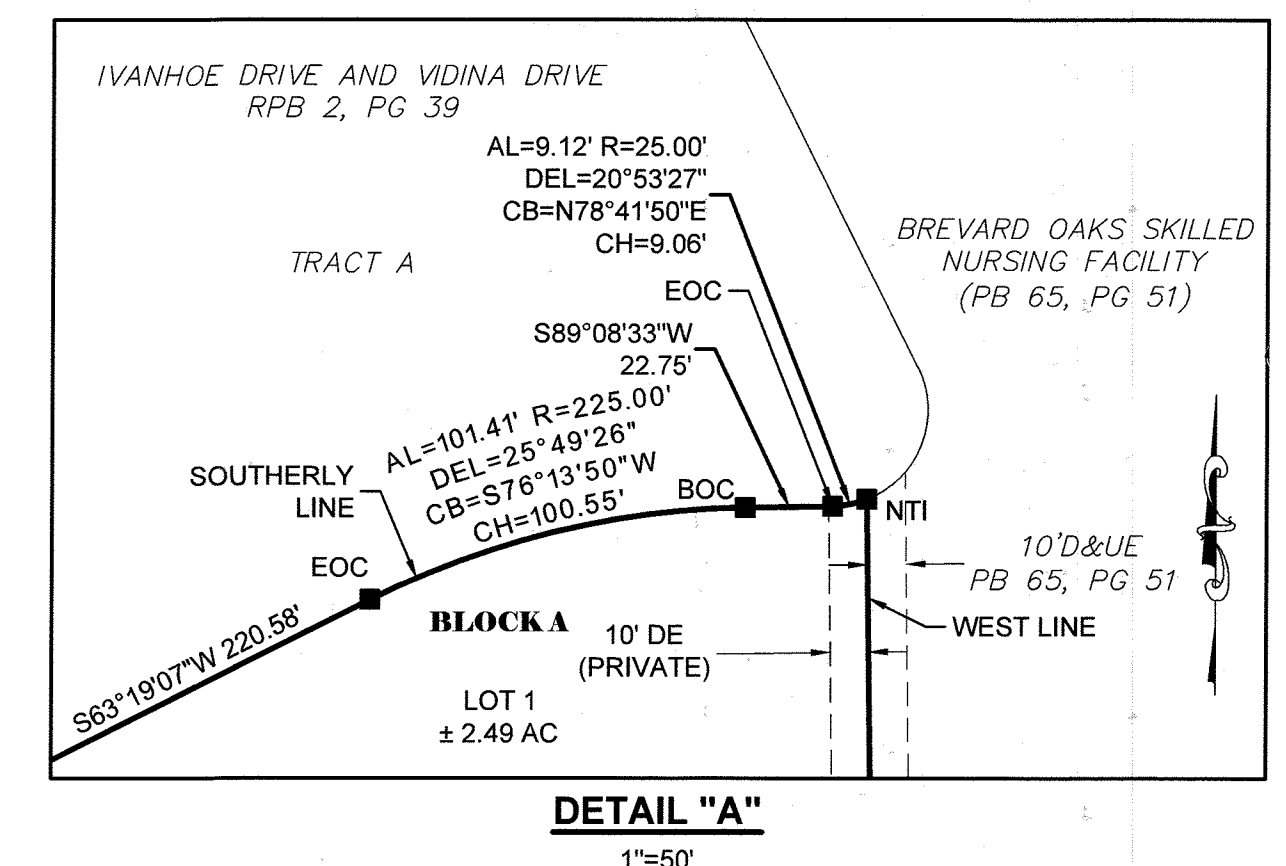 IVANHOE DRIVE AND VIDINA DRIVE
RPB 2, PG 39
AL=9.12' R=25.00'
DEL=20°53'27"
CB=N78°41'50"E
CH=9.06'
BREVARD OAKS SKILLED
NURSING FACILITY
(PB 65, PG 51)
TRACT A
EOC
S89°08'33"W
22.75'
AL=101.41' R=225.00'
DEL=25°49'26"
CB=S76°13'50"W
CH=100.55'
SOUTHERLY
LINE
BOC
NTI
EOC
10'D&UE
PB 65, PG 51
BLOCK A
10' DE
(PRIVATE)
WEST LINE
S63°19'07"W 220.58'
LOT 1
± 2.49 AC
DETAIL "A"
1"=50'